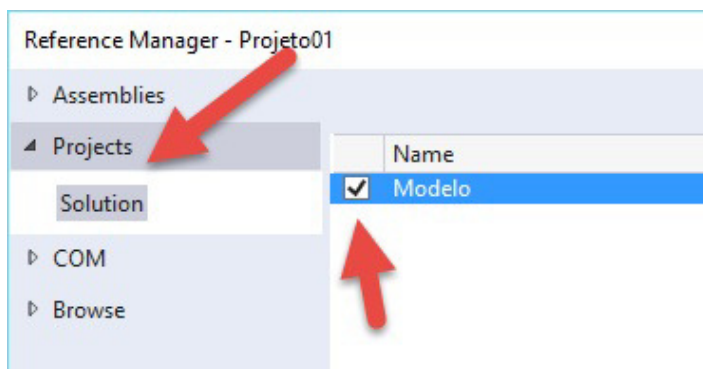 Reference Manager - Projeto01
Assemblies
Projects
Solution
COM
Browse
Name
Modelo